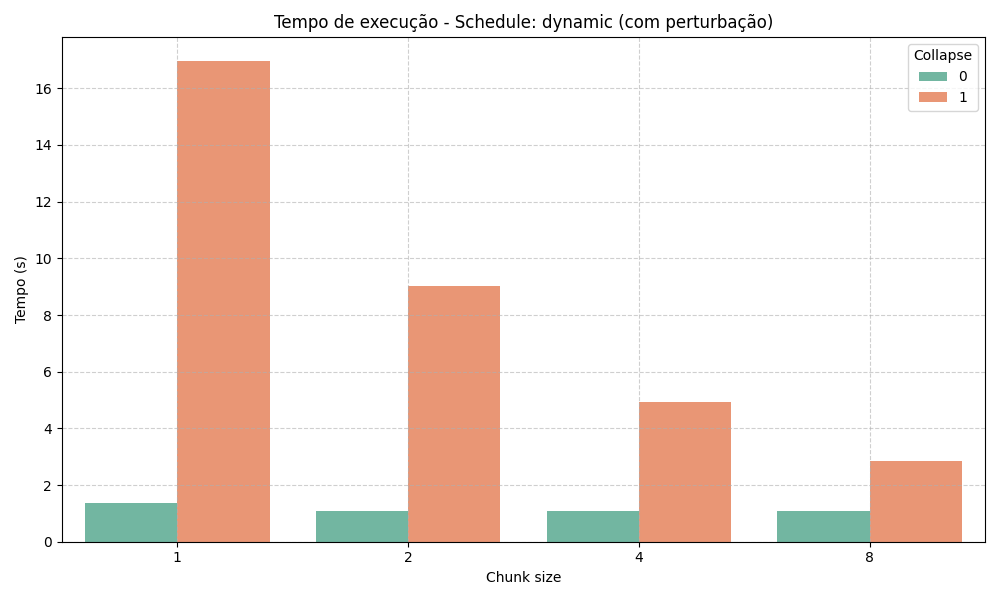 Tempo de execução - Schedule: dynamic (com perturbação)
Collapse
0
1
16
14
12
10
8
6
4
2
0
Tempo (s)
1 2 4 8
Chunk size